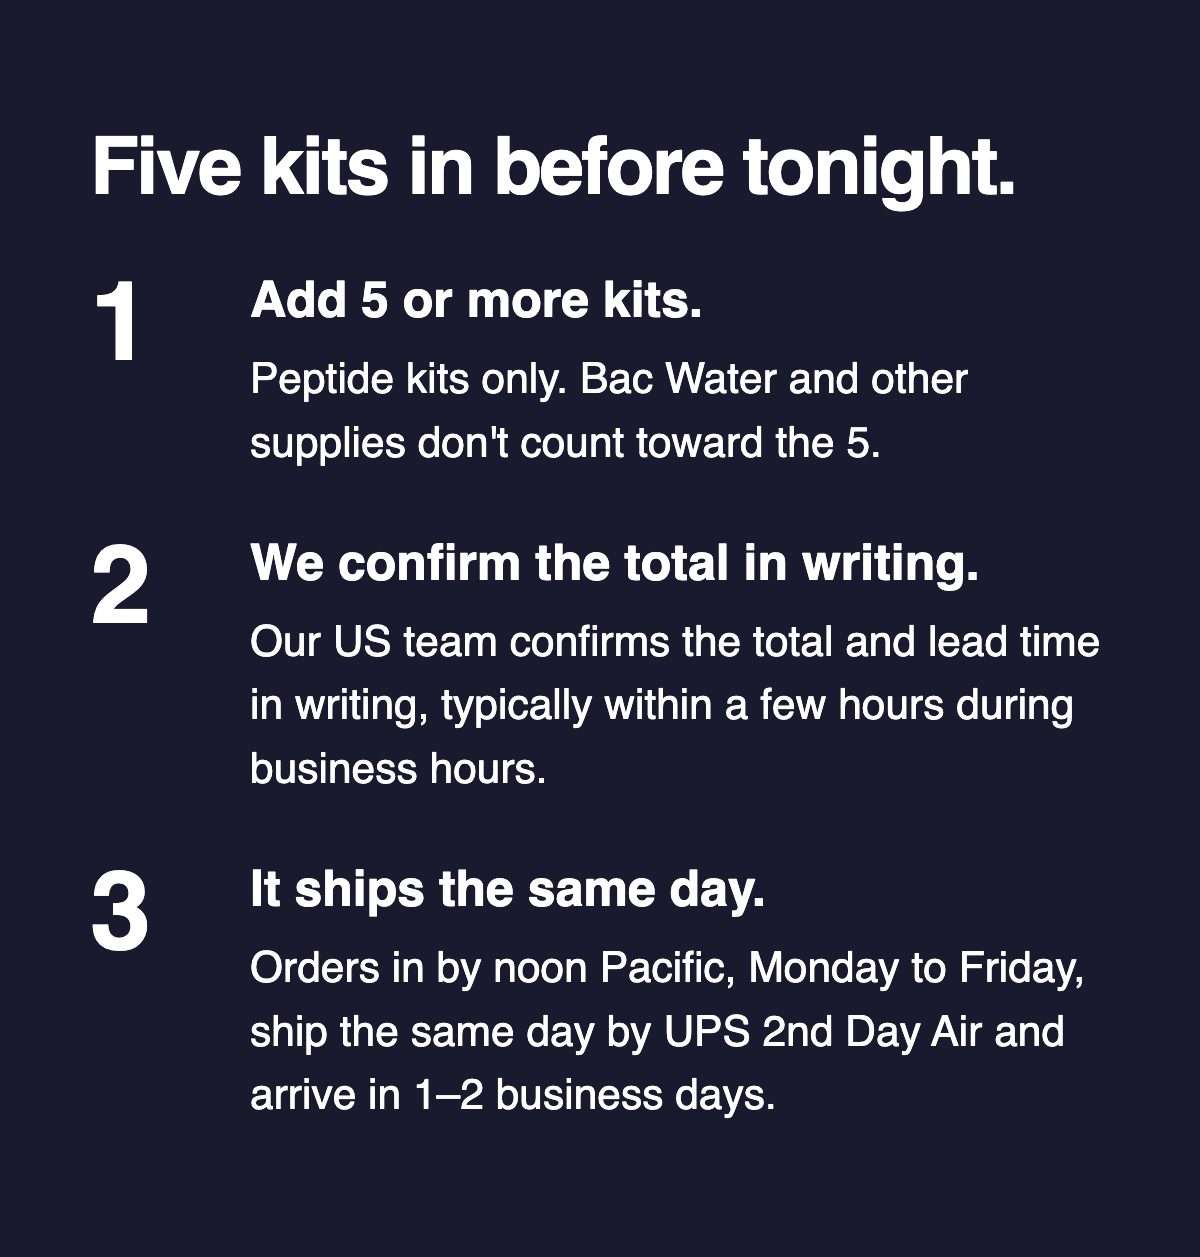 Five kits in before tonight.
1
Add 5 or more kits.
Peptide kits only. Bac Water and other
supplies don't count toward the 5.
2
We confirm the total in writing.
Our US team confirms the total and lead time
in writing, typically within a few hours during
business hours.
3
It ships the same day.
Orders in by noon Pacific, Monday to Friday,
ship the same day by UPS 2nd Day Air and
arrive in 1–2 business days.